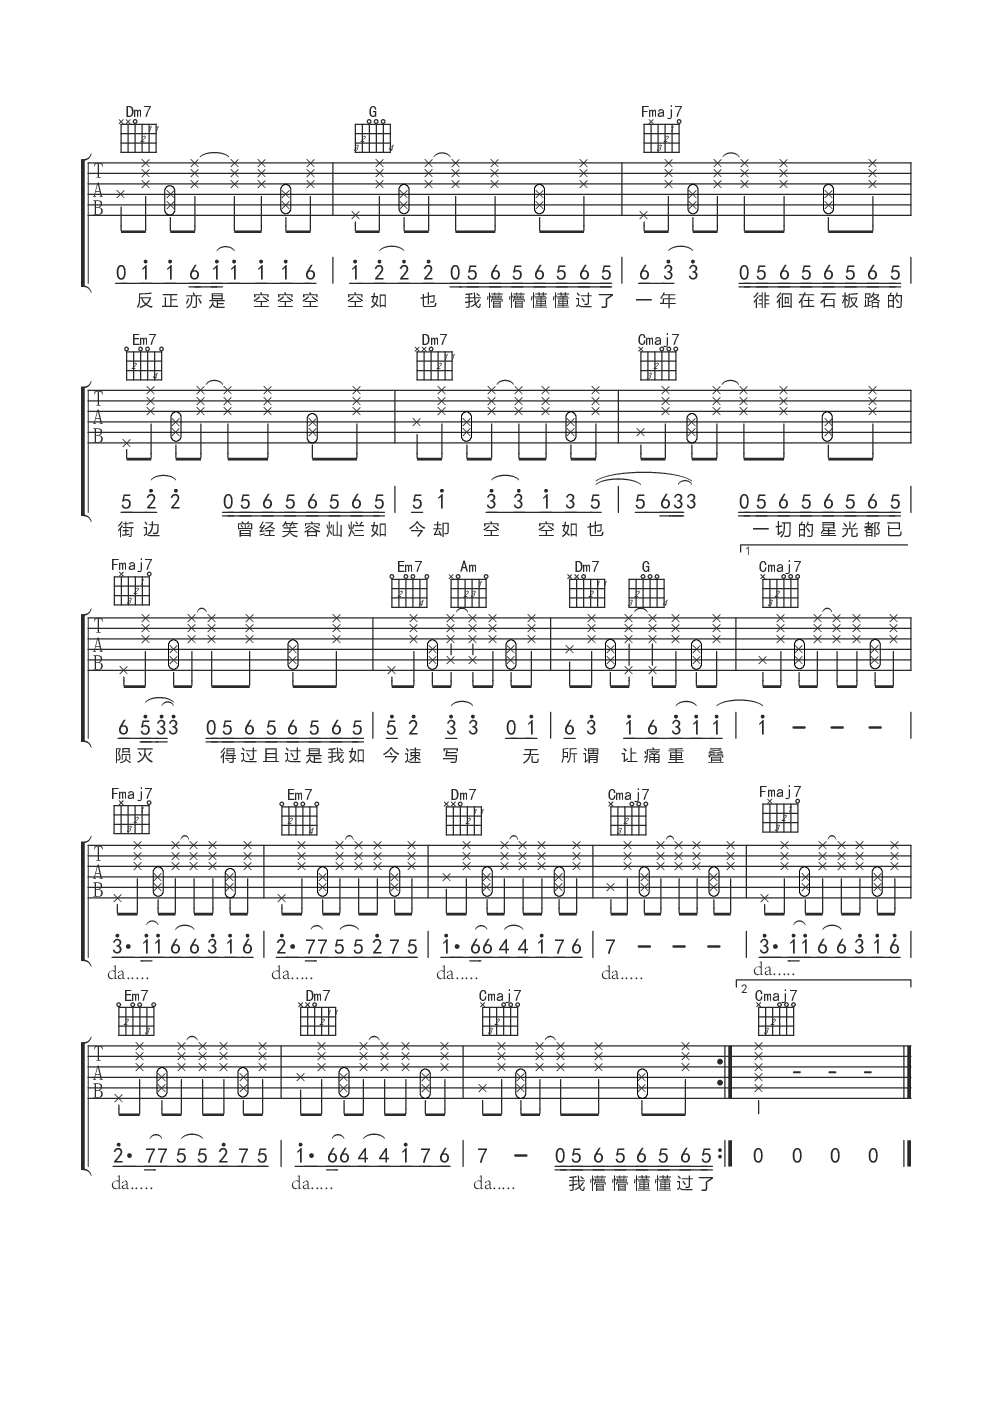 Dm7 G Fmaj7
0 1 1 6 1 1 1 1 6 1 2 2 2 0 5 6 5 6 5 6 5 6 3 3 0 5 6 5 6 5 6 5
反正亦是 空空空 空如 也 我懵懵懂懂过了 一年 徘徊在石板路的
Em7 Dm7 Cmaj7
5 2 2 0 5 6 5 6 5 6 5 5 1 3 3 1 3 5 5 6 3 3 0 5 6 5 6 5 6 5
街边 曾经笑容灿烂如 今却 空 空如也 一切的星光都已
1
Fmaj7 Em7 Am Dm7 G Cmaj7
6 5 3 3 0 5 6 5 6 5 6 5 5 2 3 3 0 1 6 3 1 6 3 1 1 1 – – –
陨灭 得过且过是我如 今速 写 无 所谓 让痛重 叠
Fmaj7 Em7 Dm7 Cmaj7 Fmaj7
3· 1 1 6 6 3 1 6 2· 7 7 5 5 2 7 5 1· 6 6 4 4 1 7 6 7 – – – 3· 1 1 6 6 3 1 6
da..... da..... da..... da..... da.....
2
Em7 Dm7 Cmaj7 Cmaj7
2· 7 7 5 5 2 7 5 1· 6 6 4 4 1 7 6 7 – 0 5 6 5 6 5 6 5 0 0 0 0
da..... da..... da..... 我懵懵懂懂过了